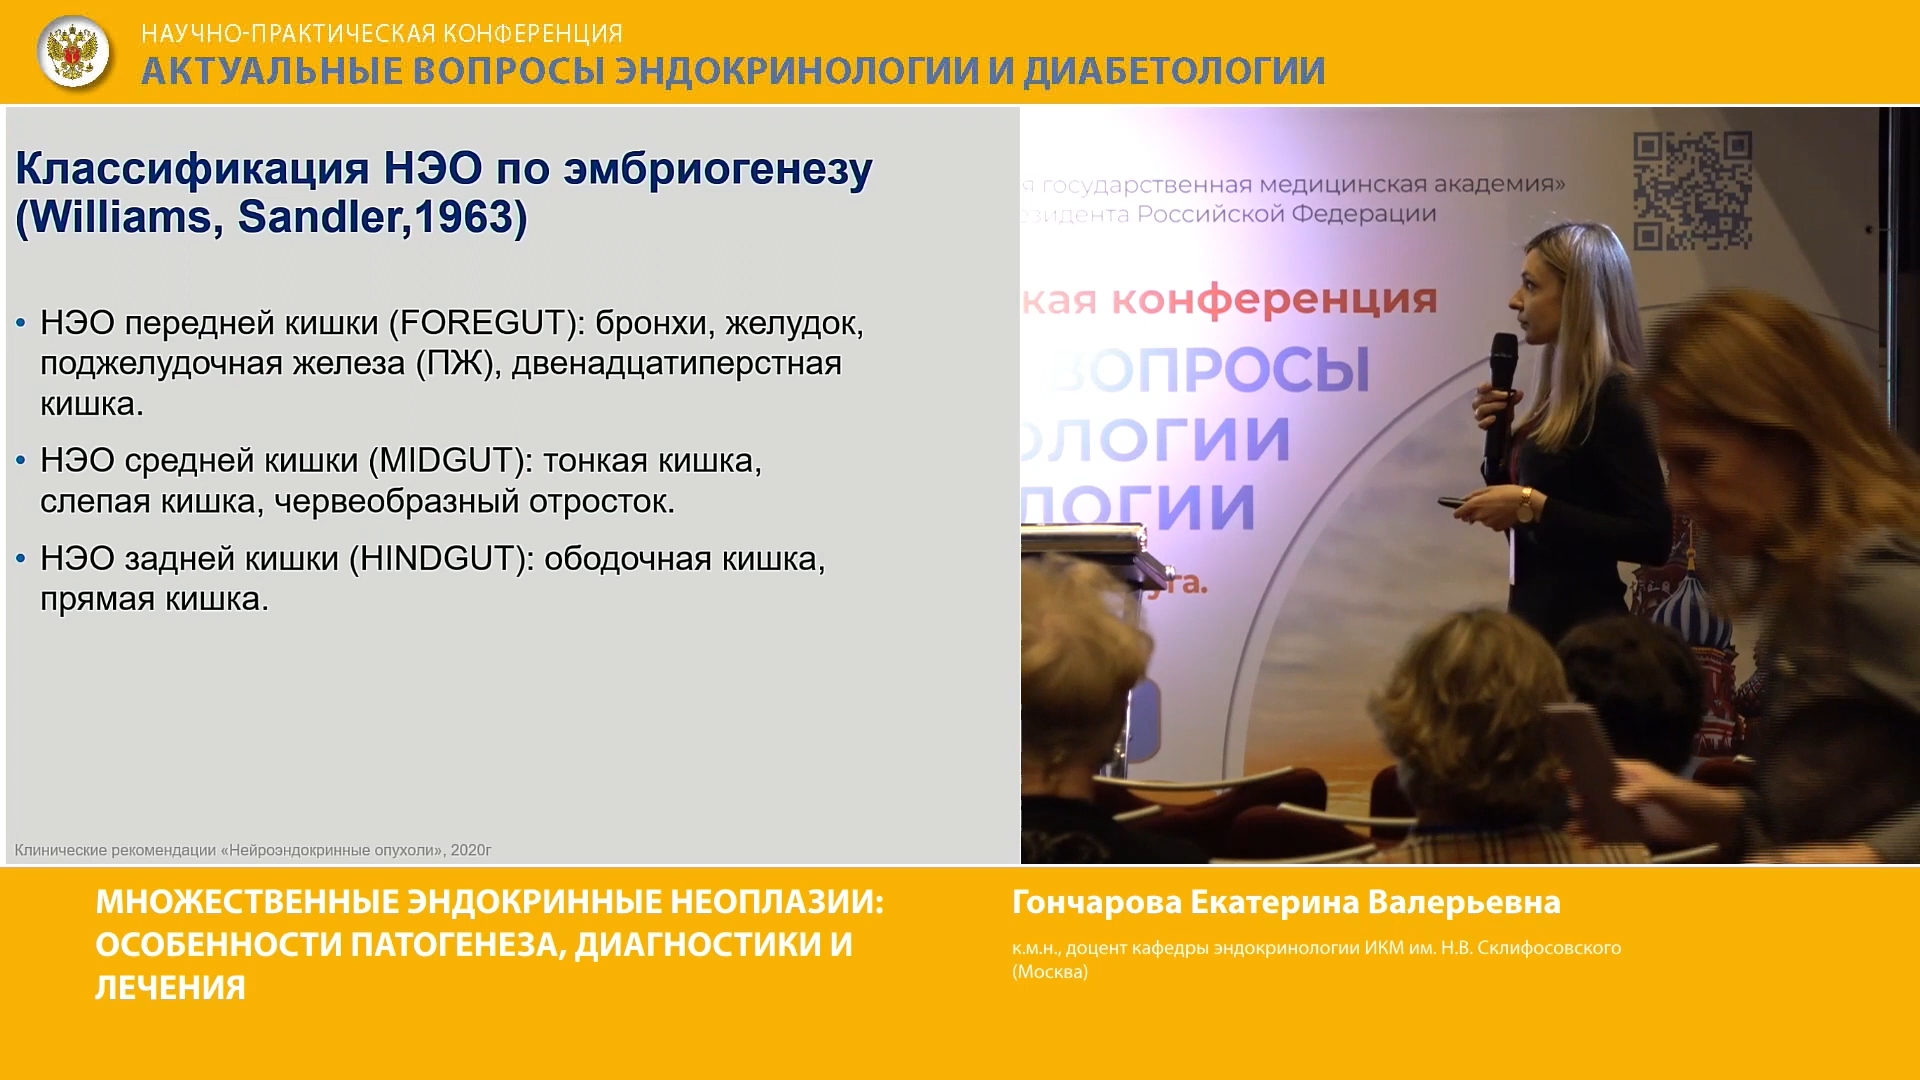 НАУЧНО-ПРАКТИЧЕСКАЯ КОНФЕРЕНЦИЯ
АКТУАЛЬНЫЕ ВОПРОСЫ ЭНДОКРИНОЛОГИИ И ДИАБЕТОЛОГИИ
Классификация НЭО по эмбриогенезу
(Williams, Sandler,1963)
• НЭО передней кишки (FOREGUT): бронхи, желудок,
поджелудочная железа (ПЖ), двенадцатиперстная
кишка.
• НЭО средней кишки (MIDGUT): тонкая кишка,
слепая кишка, червеобразный отросток.
• НЭО задней кишки (HINDGUT): ободочная кишка,
прямая кишка.
Клинические рекомендации «Нейроэндокринные опухоли», 2020г
я государственная медицинская академия»
езидента Российской Федерации
кая конференция
ВОПРОСЫ
ОЛОГИИ
ЛОГИИ
уга.
МНОЖЕСТВЕННЫЕ ЭНДОКРИННЫЕ НЕОПЛАЗИИ:
ОСОБЕННОСТИ ПАТОГЕНЕЗА, ДИАГНОСТИКИ И
ЛЕЧЕНИЯ
Гончарова Екатерина Валерьевна
к.м.н., доцент кафедры эндокринологии ИКМ им. Н.В. Склифосовского
(Москва)